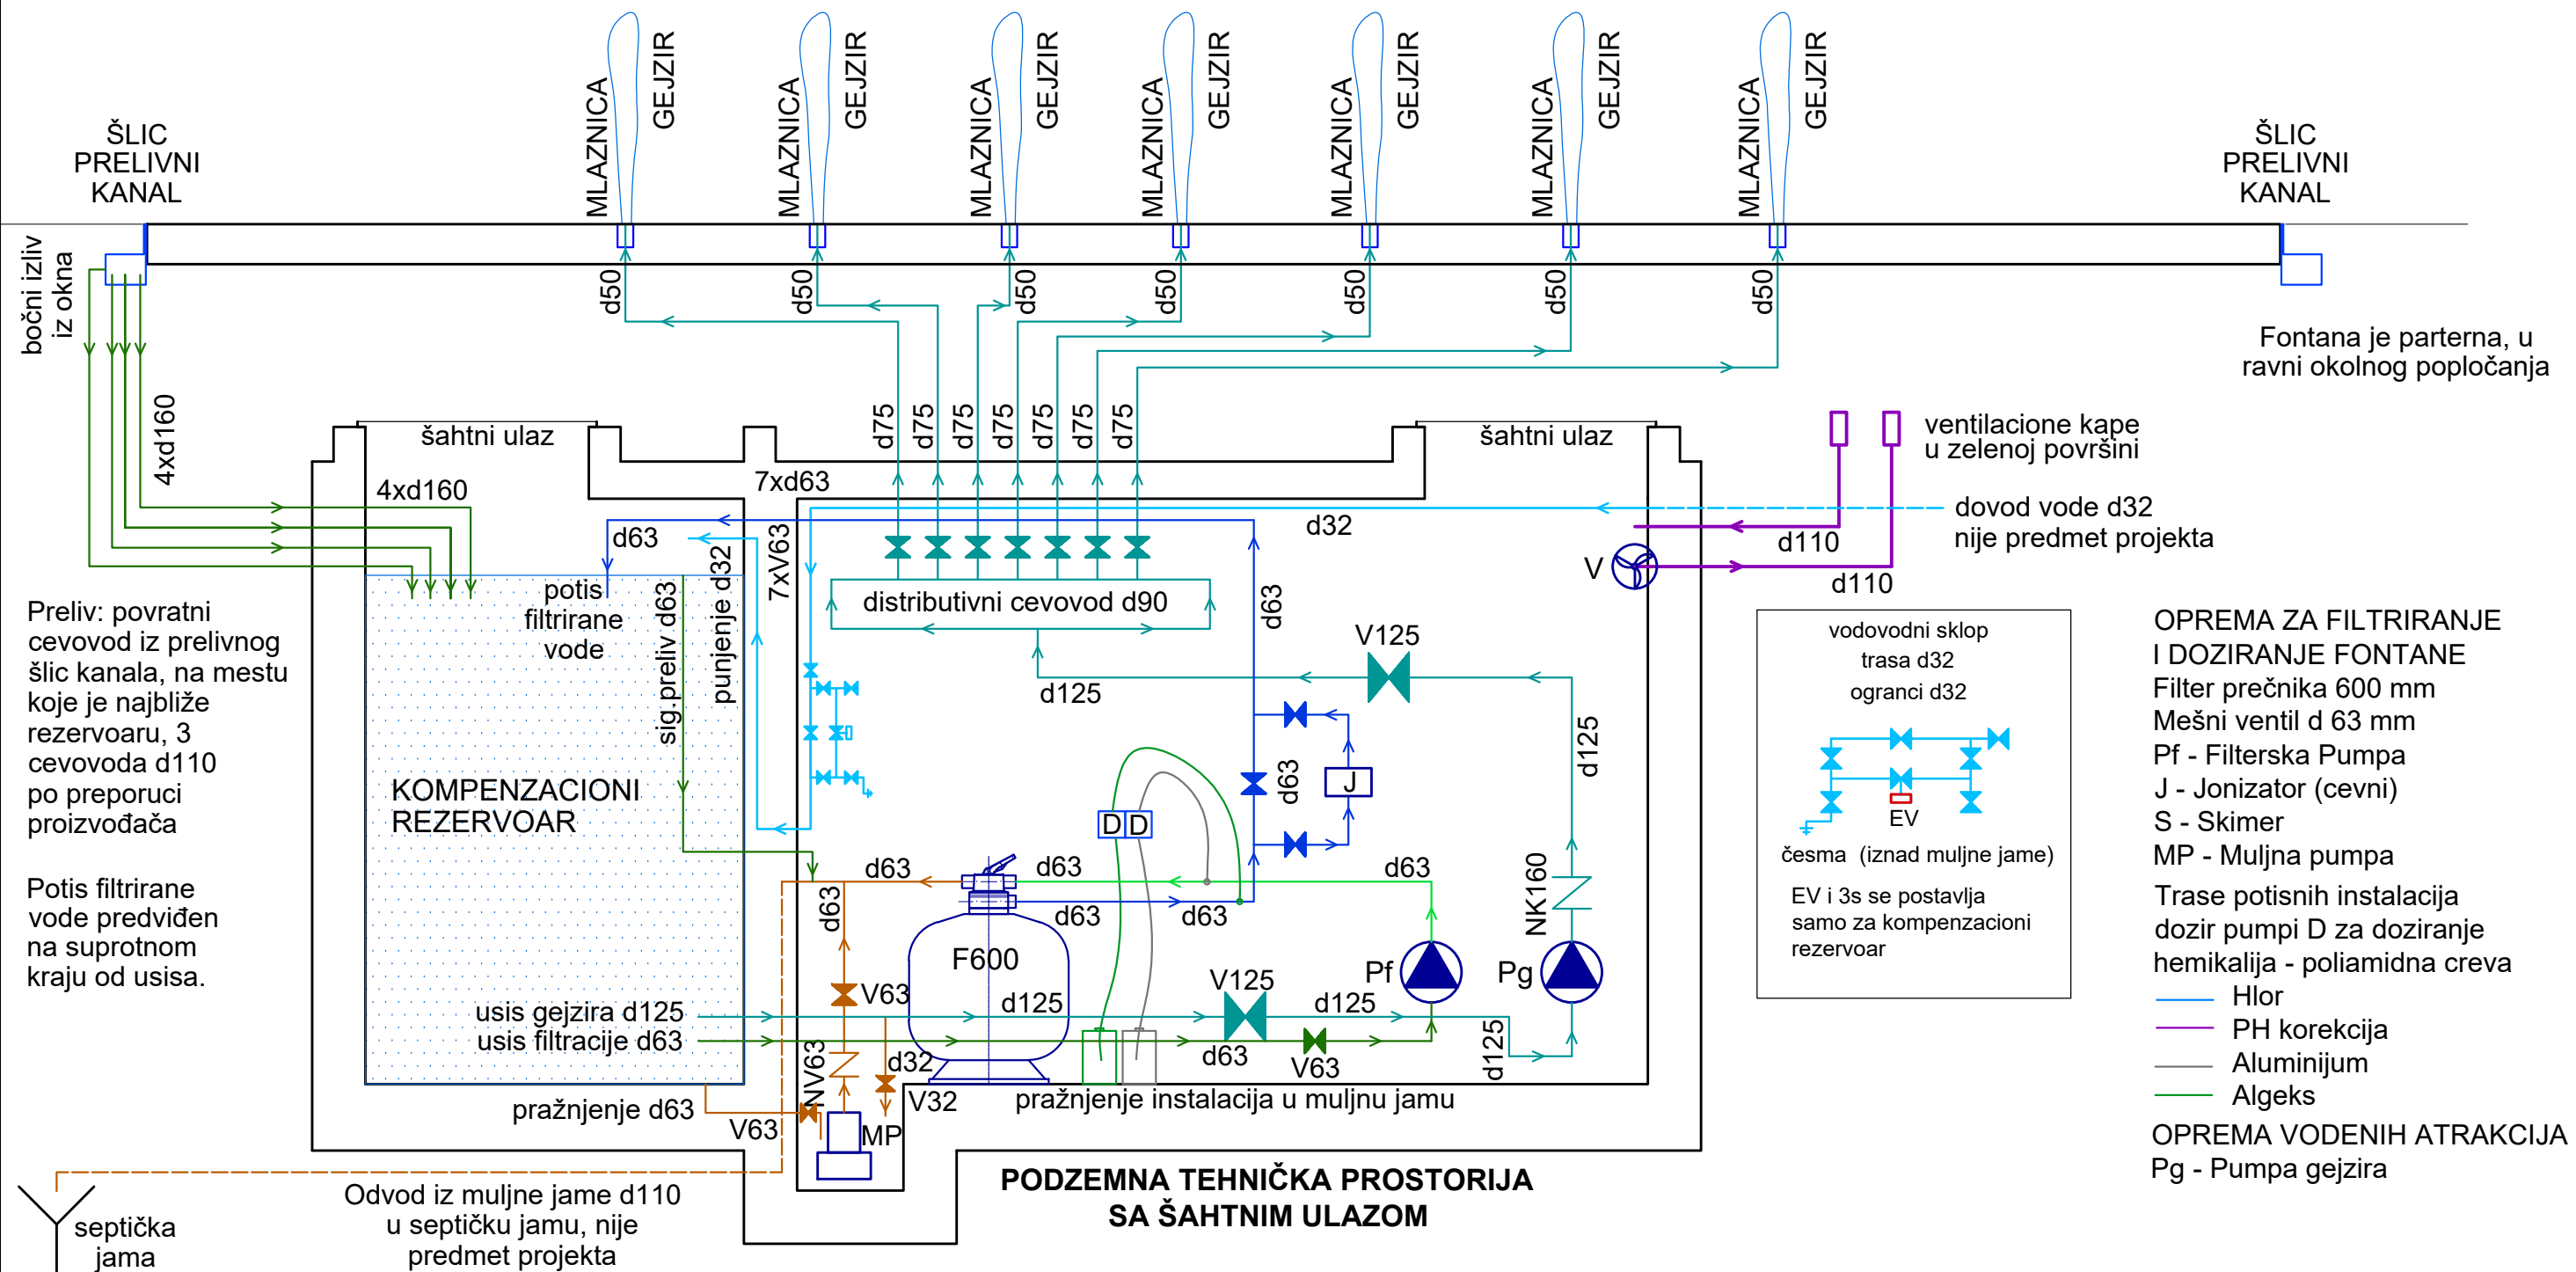 MLAZNICA
GEJZIR
MLAZNICA
GEJZIR
MLAZNICA
GEJZIR
MLAZNICA
GEJZIR
MLAZNICA
GEJZIR
MLAZNICA
GEJZIR
MLAZNICA
GEJZIR
ŠLIC
PRELIVNI
KANAL
ŠLIC
PRELIVNI
KANAL
bočni izliv
iz okna
d50
d50
d50
d50
d50
d50
d50
Fontana je parterna, u
ravni okolnog popločanja
4xd160
šahtni ulaz
d75
d75
d75
d75
d75
d75
d75
šahtni ulaz
ventilacione kape
u zelenoj površini
4xd160
7xd63
d63
d32
dovod vode d32
nije predmet projekta
d110
V
d110
7xV63
punjenje d32
sig.preliv d63
potis
filtrirane
vode
distributivni cevovod d90
d63
V125
d125
d125
Preliv: povratni
cevovod iz prelivnog
šlic kanala, na mestu
koje je najbliže
rezervoaru, 3
cevovoda d110
po preporuci
proizvođača
Potis filtrirane
vode predviđen
na suprotnom
kraju od usisa.
KOMPENZACIONI
REZERVOAR
D
D
d63
J
d63
d63
d63
d63
d63
d63
NK160
F600
Pf
Pg
V63
V125
usis gejzira d125
d125
d125
usis filtracije d63
d63
V63
d125
NV63
d32
V32
pražnjenje d63
V63
MP
pražnjenje instalacija u muljnu jamu
PODZEMNA TEHNIČKA PROSTORIJA
SA ŠAHTNIM ULAZOM
septička
jama
Odvod iz muljne jame d110
u septičku jamu, nije
predmet projekta
vodovodni sklop
trasa d32
ogranci d32
EV
česma (iznad muljne jame)
EV i 3s se postavlja
samo za kompenzacioni
rezervoar
OPREMA ZA FILTRIRANJE
I DOZIRANJE FONTANE
Filter prečnika 600 mm
Mešni ventil d 63 mm
Pf - Filterska Pumpa
J - Jonizator (cevni)
S - Skimer
MP - Muljna pumpa
Trase potisnih instalacija
dozir pumpi D za doziranje
hemikalija - poliamidna creva
Hlor
PH korekcija
Aluminijum
Algeks
OPREMA VODENIH ATRAKCIJA
Pg - Pumpa gejzira